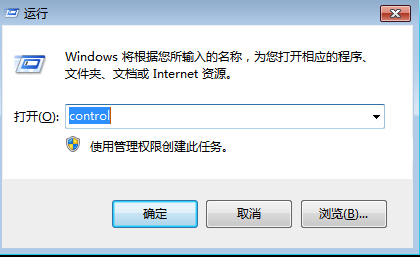 运行
Windows 将根据您所输入的名称，为您打开相应的程序、
文件夹、文档或 Internet 资源。
打开(O): control
使用管理权限创建此任务。
确定 取消 浏览(B)...